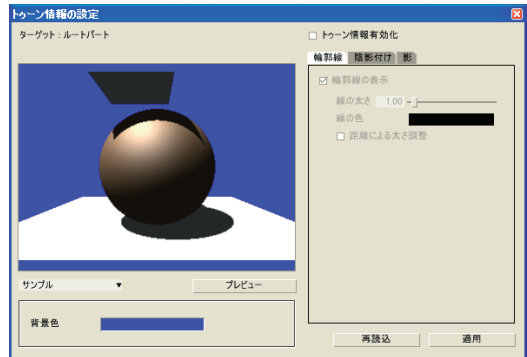 トゥーン情報の設定
ターゲット : ルートパート
トゥーン情報有効化
輪郭線 陰影付け 影
輪郭線の表示
線の太さ 1.00
線の色
距離による太さ調整
サンプル
プレビュー
背景色
再読込
適用